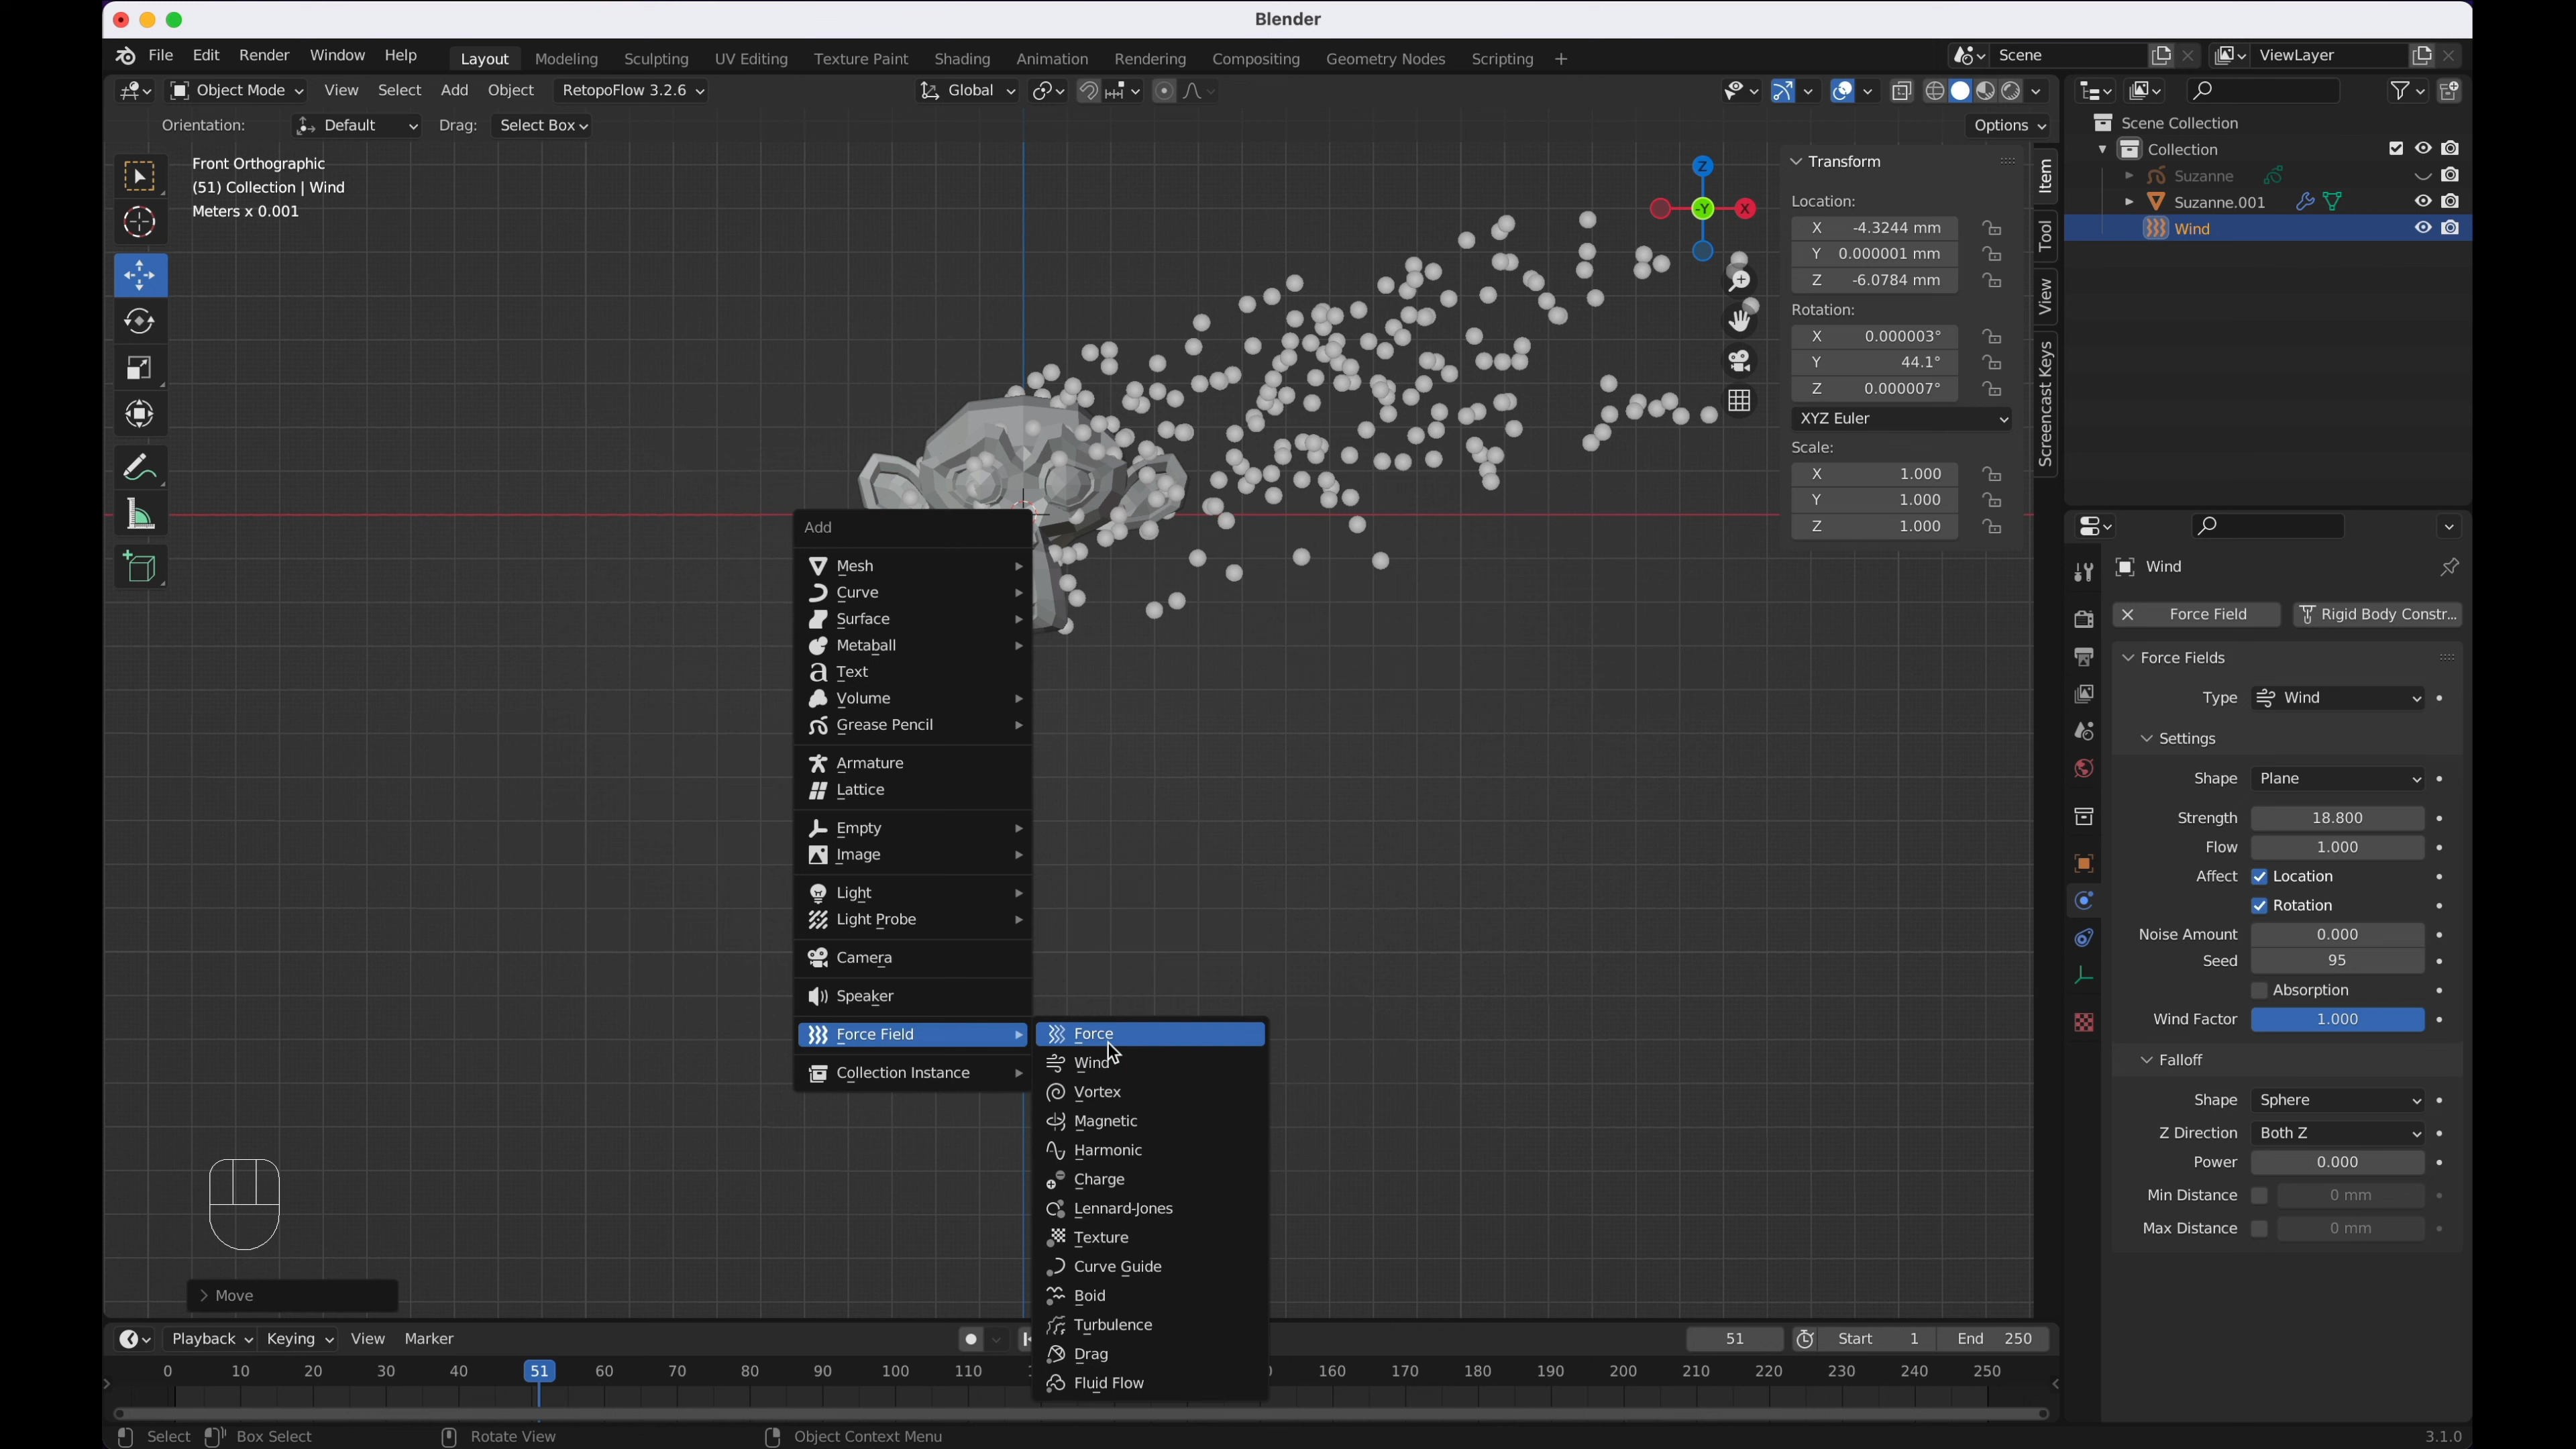 Blender
File Edit Render Window Help Layout Modeling Sculpting UV Editing Texture Paint Shading Animation Rendering Compositing Geometry Nodes Scripting + Scene ViewLayer
Object Mode View Select Add Object RetopoFlow 3.2.6 Global
Orientation: Default Drag: Select Box Options
Front Orthographic
(51) Collection | Wind
Meters x 0.001
Z
-Y X
Transform
Location:
X -4.3244 mm
Y 0.000001 mm
Z -6.0784 mm
Rotation:
X 0.000003°
Y 44.1°
Z 0.000007°
XYZ Euler
Scale:
X 1.000
Y 1.000
Z 1.000
Item
Tool
View
Screencast Keys
Scene Collection
Collection
Suzanne
Suzanne.001
Wind
Add
Mesh
Curve
Surface
Metaball
Text
Volume
Grease Pencil
Armature
Lattice
Empty
Image
Light
Light Probe
Camera
Speaker
Force Field
Collection Instance
Force
Wind
Vortex
Magnetic
Harmonic
Charge
Lennard-Jones
Texture
Curve Guide
Boid
Turbulence
Drag
Fluid Flow
Wind
Force Field Rigid Body Constr...
Force Fields
Type Wind
Settings
Shape Plane
Strength 18.800
Flow 1.000
Affect Location
Rotation
Noise Amount 0.000
Seed 95
Absorption
Wind Factor 1.000
Falloff
Shape Sphere
Z Direction Both Z
Power 0.000
Min Distance 0 mm
Max Distance 0 mm
> Move
Playback Keying View Marker 51 Start 1 End 250
0 10 20 30 40 51 60 70 80 90 100 110 160 170 180 190 200 210 220 230 240 250
Select Box Select Rotate View Object Context Menu 3.1.0